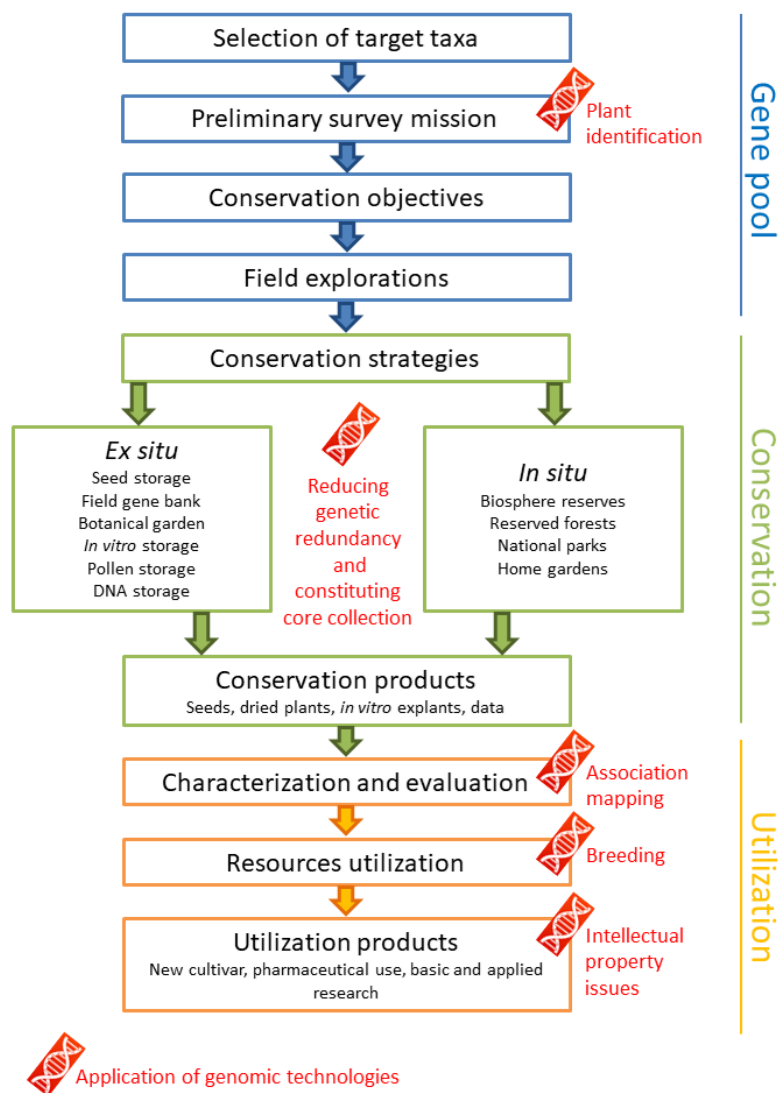 Selection of target taxa
Preliminary survey mission
Plant
identification
Conservation objectives
Field explorations
Gene pool
Conservation strategies
Ex situ
Seed storage
Field gene bank
Botanical garden
In vitro storage
Pollen storage
DNA storage
Reducing
genetic
redundancy
and
constituting
core collection
In situ
Biosphere reserves
Reserved forests
National parks
Home gardens
Conservation products
Seeds, dried plants, in vitro explants, data
Conservation
Characterization and evaluation
Association
mapping
Resources utilization
Breeding
Utilization products
New cultivar, pharmaceutical use, basic and applied
research
Intellectual
property
issues
Utilization
Application of genomic technologies